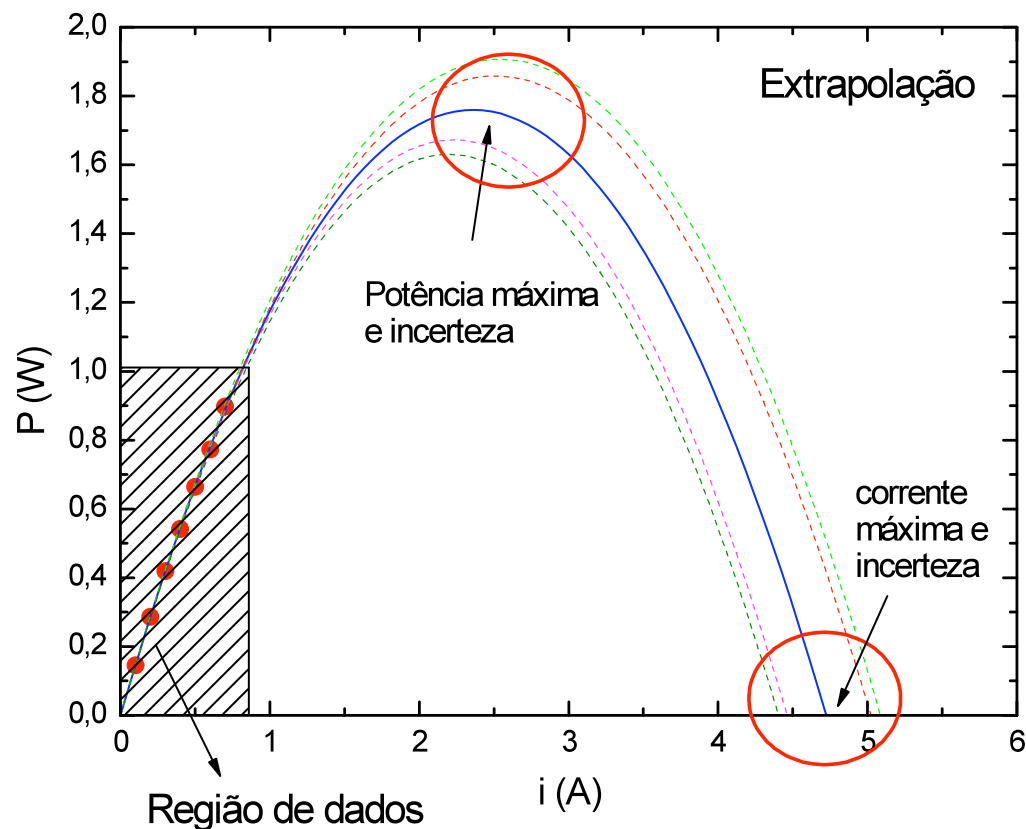 2,0
1,8
1,6
1,4
1,2
1,0
0,8
0,6
0,4
0,2
0,0
P (W)
Extrapolação
Potência máxima
e incerteza
corrente
máxima e
incerteza
0 1 2 3 4 5 6
i (A)
Região de dados